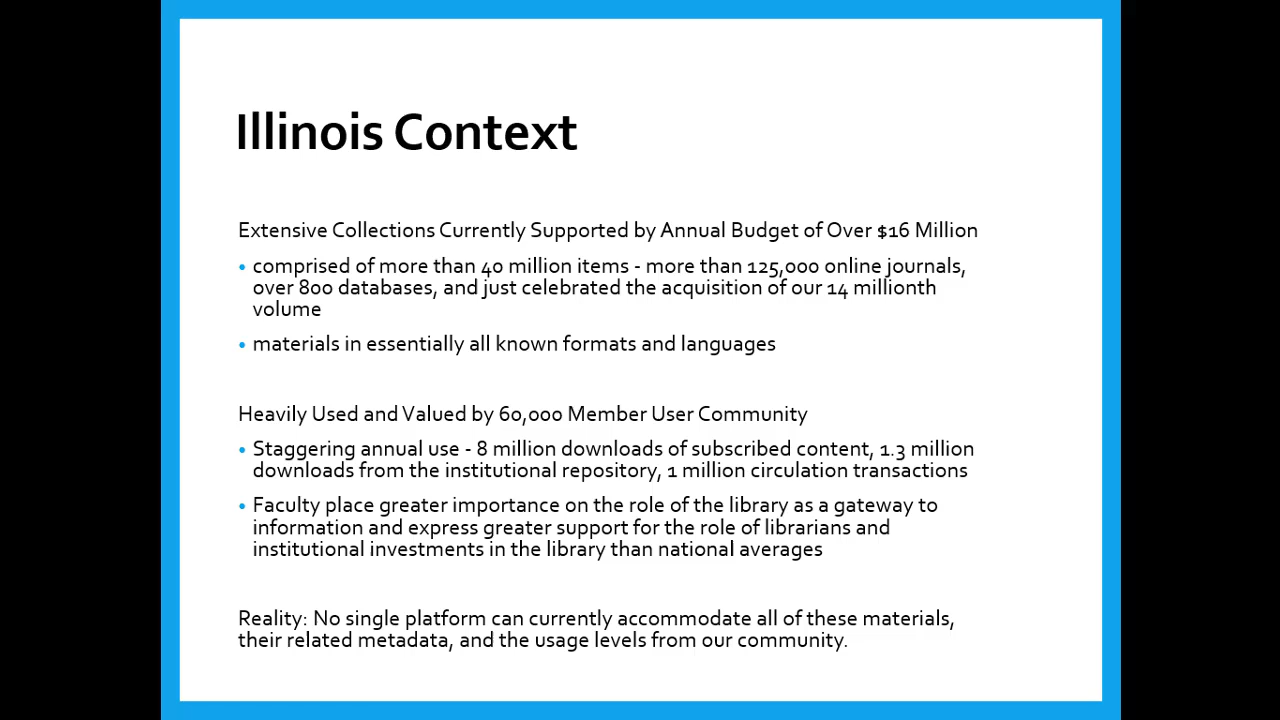 Illinois Context
Extensive Collections Currently Supported by Annual Budget of Over $16 Million
• comprised of more than 40 million items - more than 125,000 online journals,
over 800 databases, and just celebrated the acquisition of our 14 millionth
volume
• materials in essentially all known formats and languages
Heavily Used and Valued by 60,000 Member User Community
• Staggering annual use - 8 million downloads of subscribed content, 1.3 million
downloads from the institutional repository, 1 million circulation transactions
• Faculty place greater importance on the role of the library as a gateway to
information and express greater support for the role of librarians and
institutional investments in the library than national averages
Reality: No single platform can currently accommodate all of these materials,
their related metadata, and the usage levels from our community.